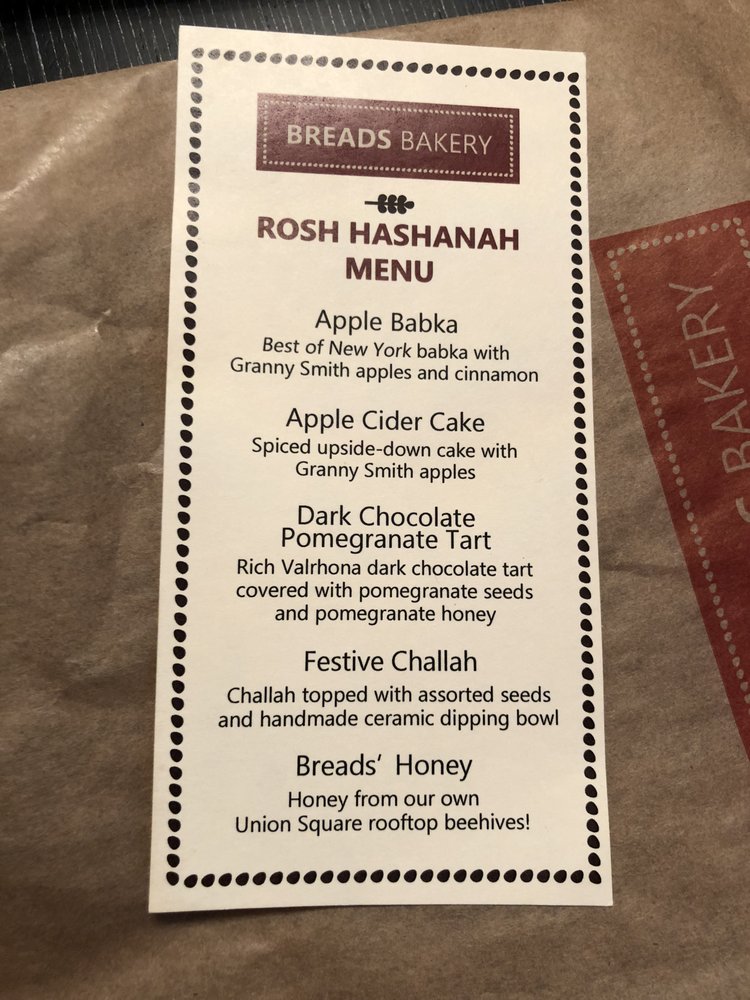 BREADS BAKERY
ROSH HASHANAH
MENU
Apple Babka
Best of New York babka with
Granny Smith apples and cinnamon
Apple Cider Cake
Spiced upside-down cake with
Granny Smith apples
Dark Chocolate
Pomegranate Tart
Rich Valrhona dark chocolate tart
covered with pomegranate seeds
and pomegranate honey
Festive Challah
Challah topped with assorted seeds
and handmade ceramic dipping bowl
Breads' Honey
Honey from our own
Union Square rooftop beehives!
BAKERY